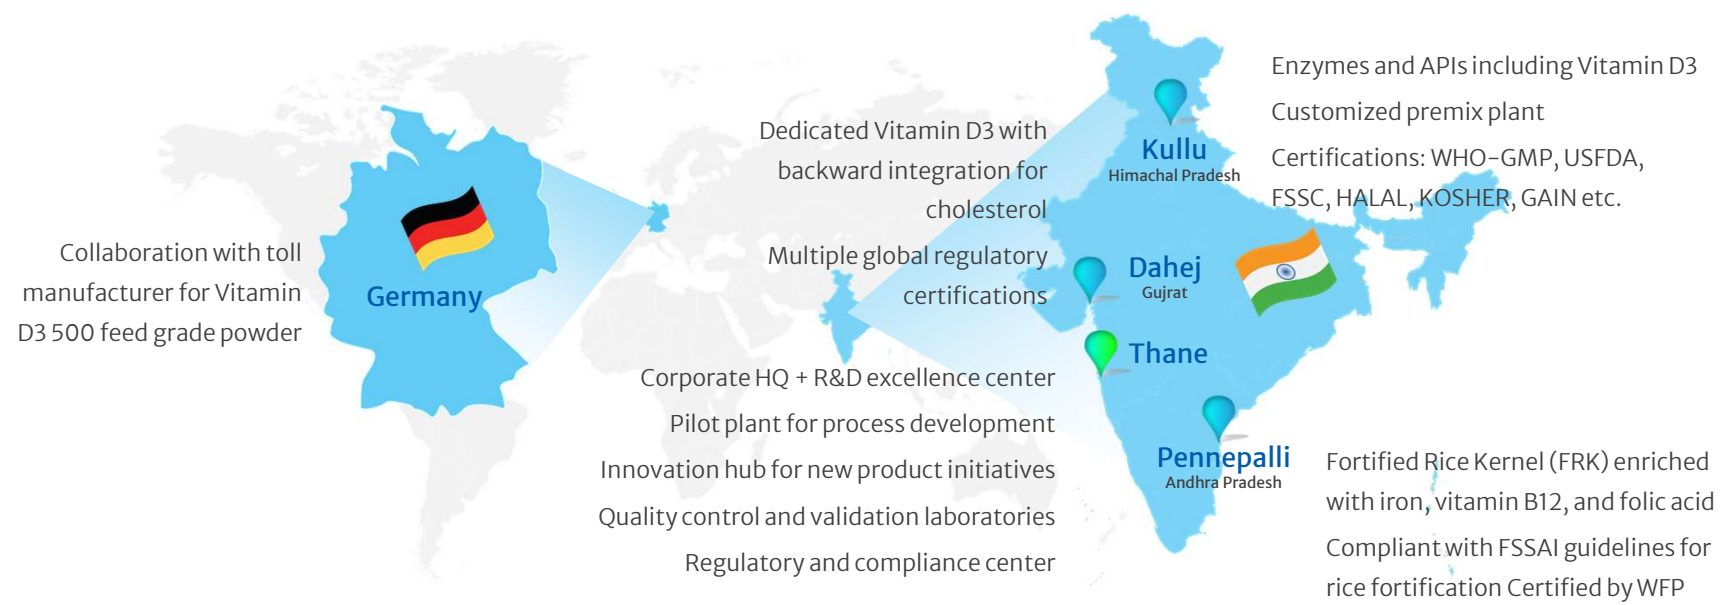 Collaboration with toll
manufacturer for Vitamin
D3 500 feed grade powder
Germany
Dedicated Vitamin D3 with
backward integration for
cholesterol
Multiple global regulatory
certifications
Corporate HQ + R&D excellence center
Pilot plant for process development
Innovation hub for new product initiatives
Quality control and validation laboratories
Regulatory and compliance center
Kullu
Himachal Pradesh
Dahej
Gujrat
Thane
Pennepalli
Andhra Pradesh
Enzymes and APIs including Vitamin D3
Customized premix plant
Certifications: WHO-GMP, USFDA,
FSSC, HALAL, KOSHER, GAIN etc.
Fortified Rice Kernel (FRK) enriched
with iron, vitamin B12, and folic acid
Compliant with FSSAI guidelines for
rice fortification Certified by WFP